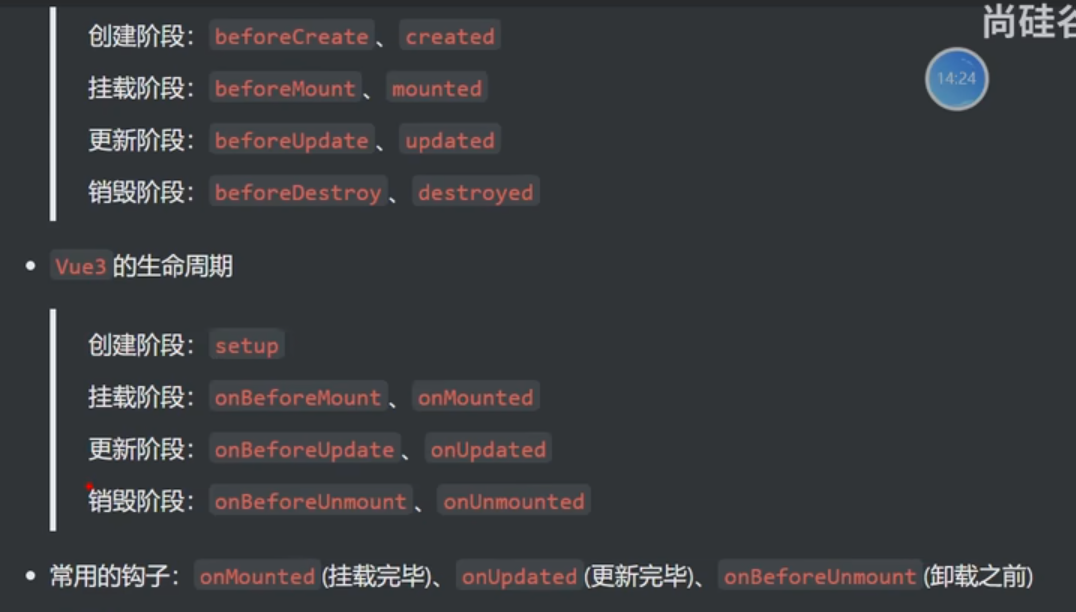 尚硅谷
创建阶段：beforeCreate、created
14:24
挂载阶段：beforeMount、mounted
更新阶段：beforeUpdate、updated
销毁阶段：beforeDestroy、destroyed
Vue3的生命周期
创建阶段：setup
挂载阶段：onBeforeMount、onMounted
更新阶段：onBeforeUpdate、onUpdated
销毁阶段：onBeforeUnmount、onUnmounted
常用的钩子：onMounted(挂载完毕)、onUpdated(更新完毕)、onBeforeUnmount(卸载之前)